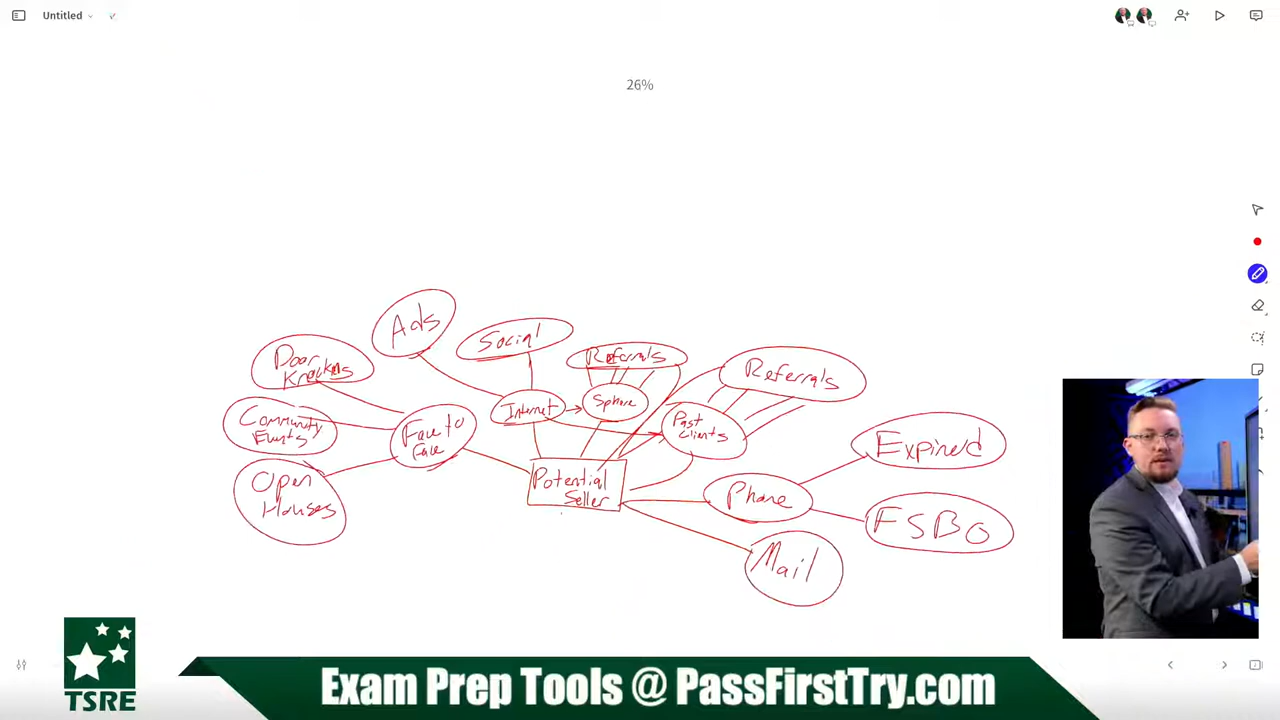 Untitled
26%
Ads
Social
Referrals
Door
Knocking
Referrals
Internet
Sphere
Community
Events
Face to
Face
Past
Clients
Expired
Open
Houses
Potential
Seller
Phone
FSBO
Mail
TSRE
Exam Prep Tools @ PassFirstTry.com